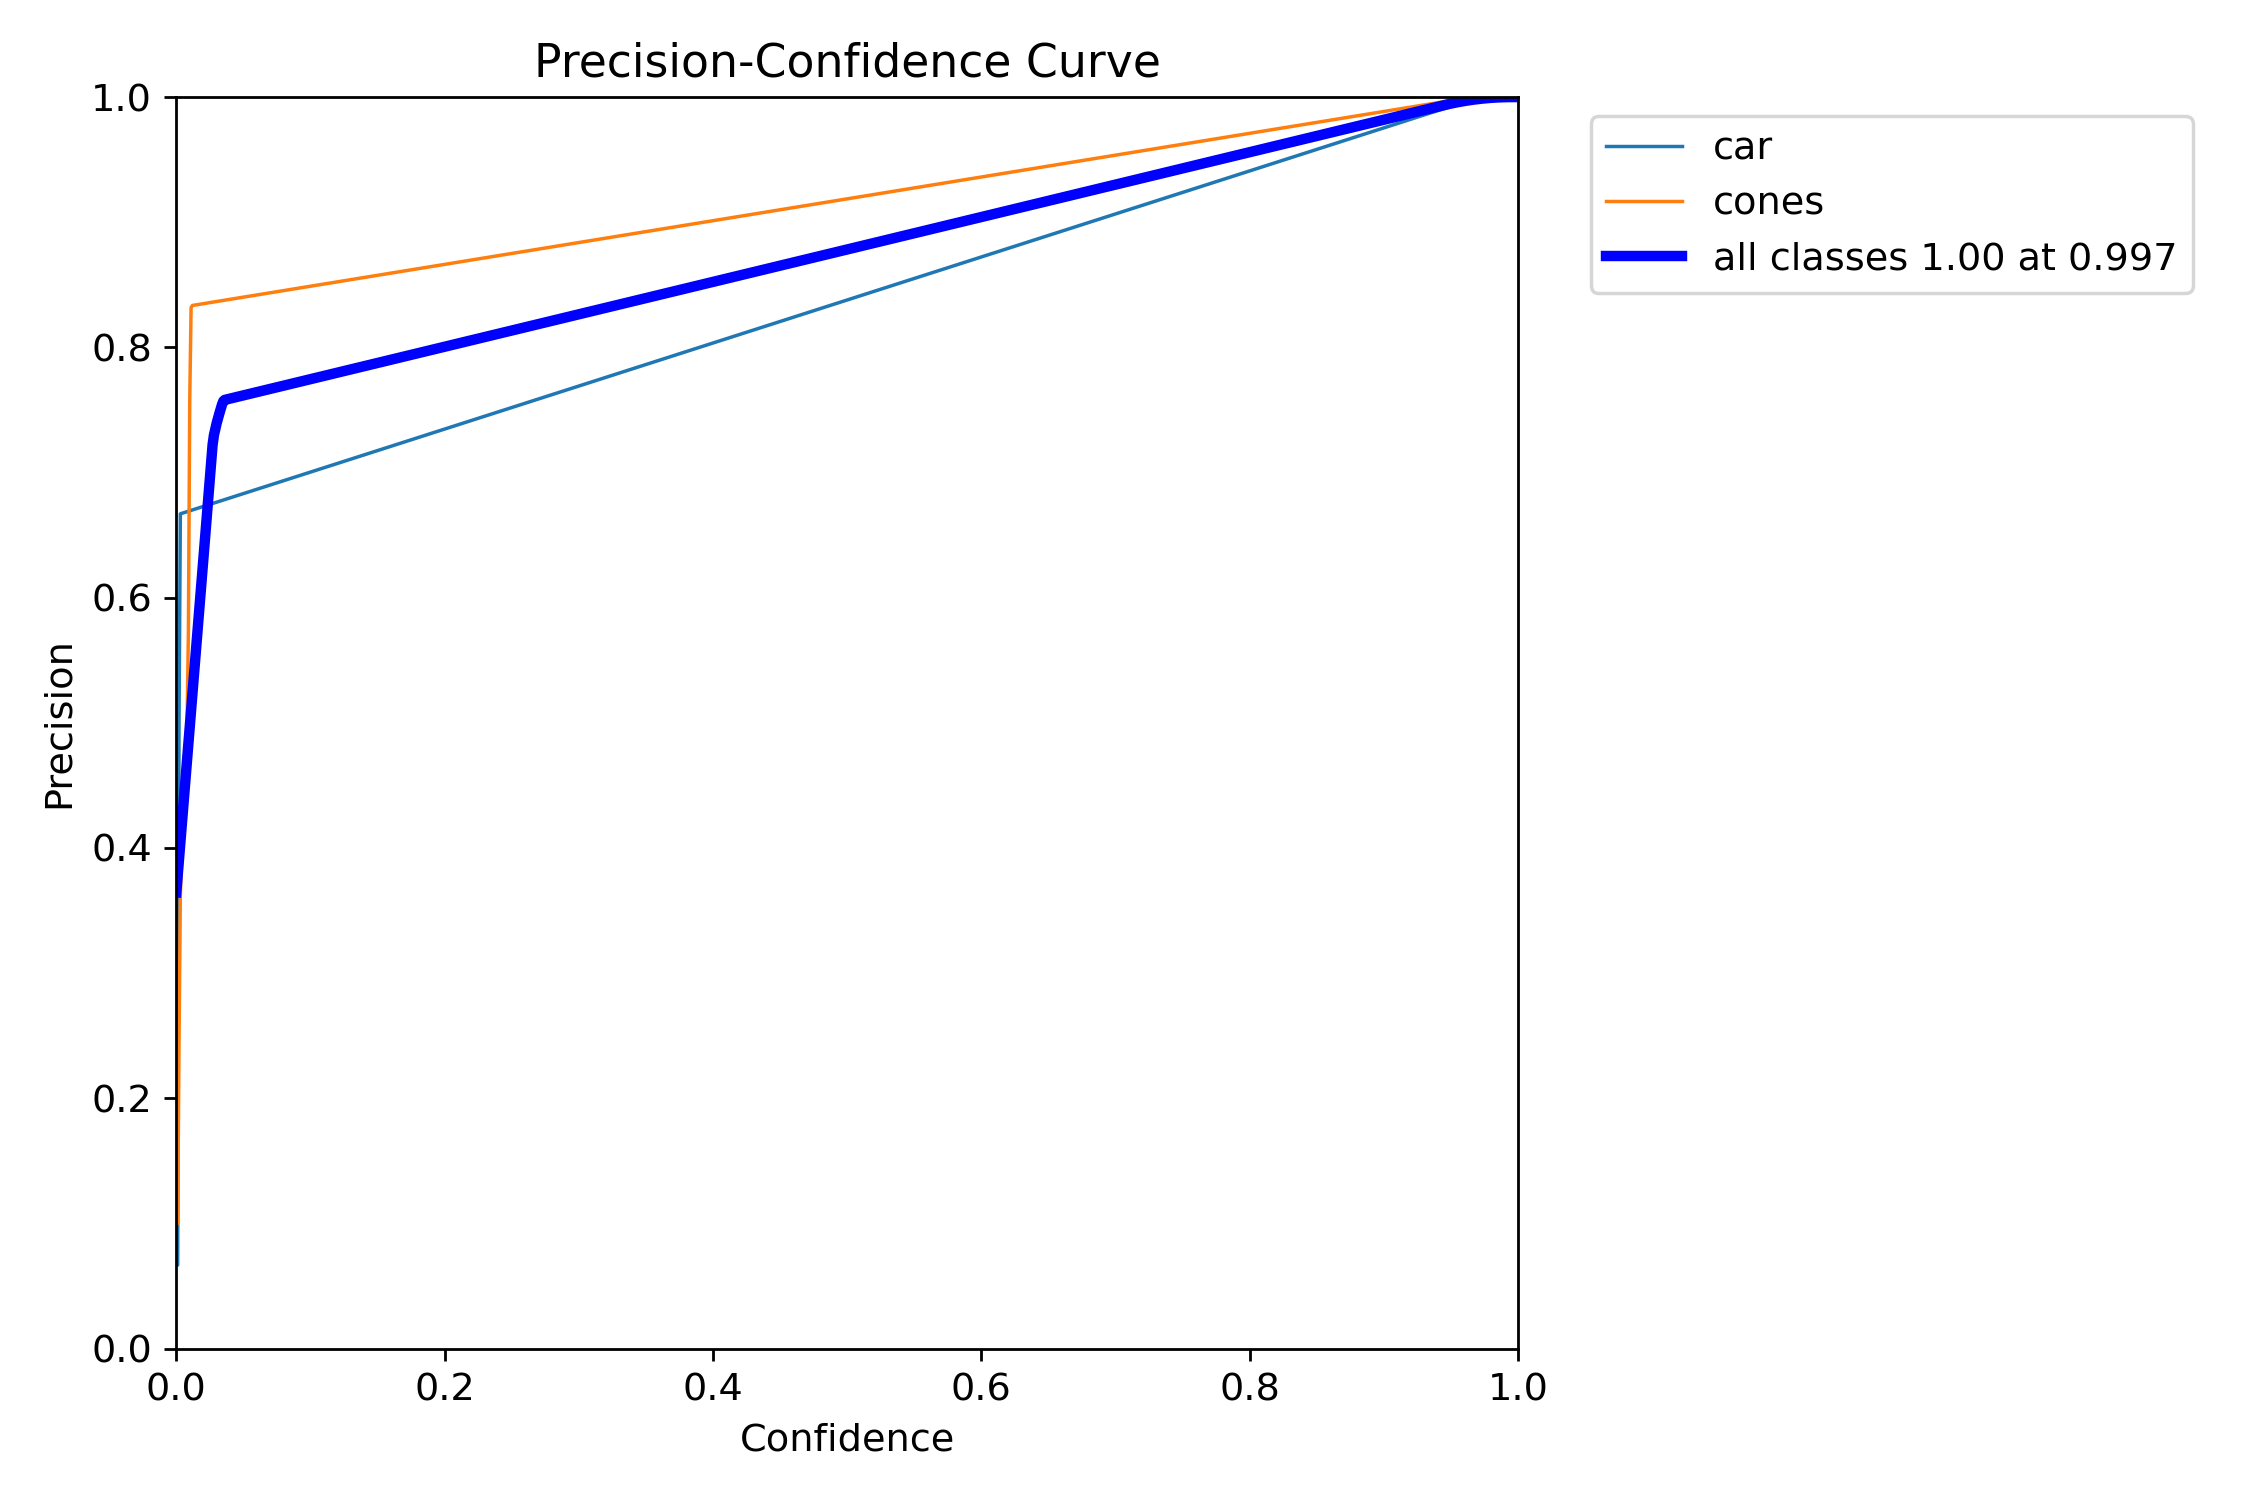 Precision-Confidence Curve
1.0
0.8
0.6
0.4
0.2
0.0
Precision
0.0 0.2 0.4 0.6 0.8 1.0
Confidence
car
cones
all classes 1.00 at 0.997